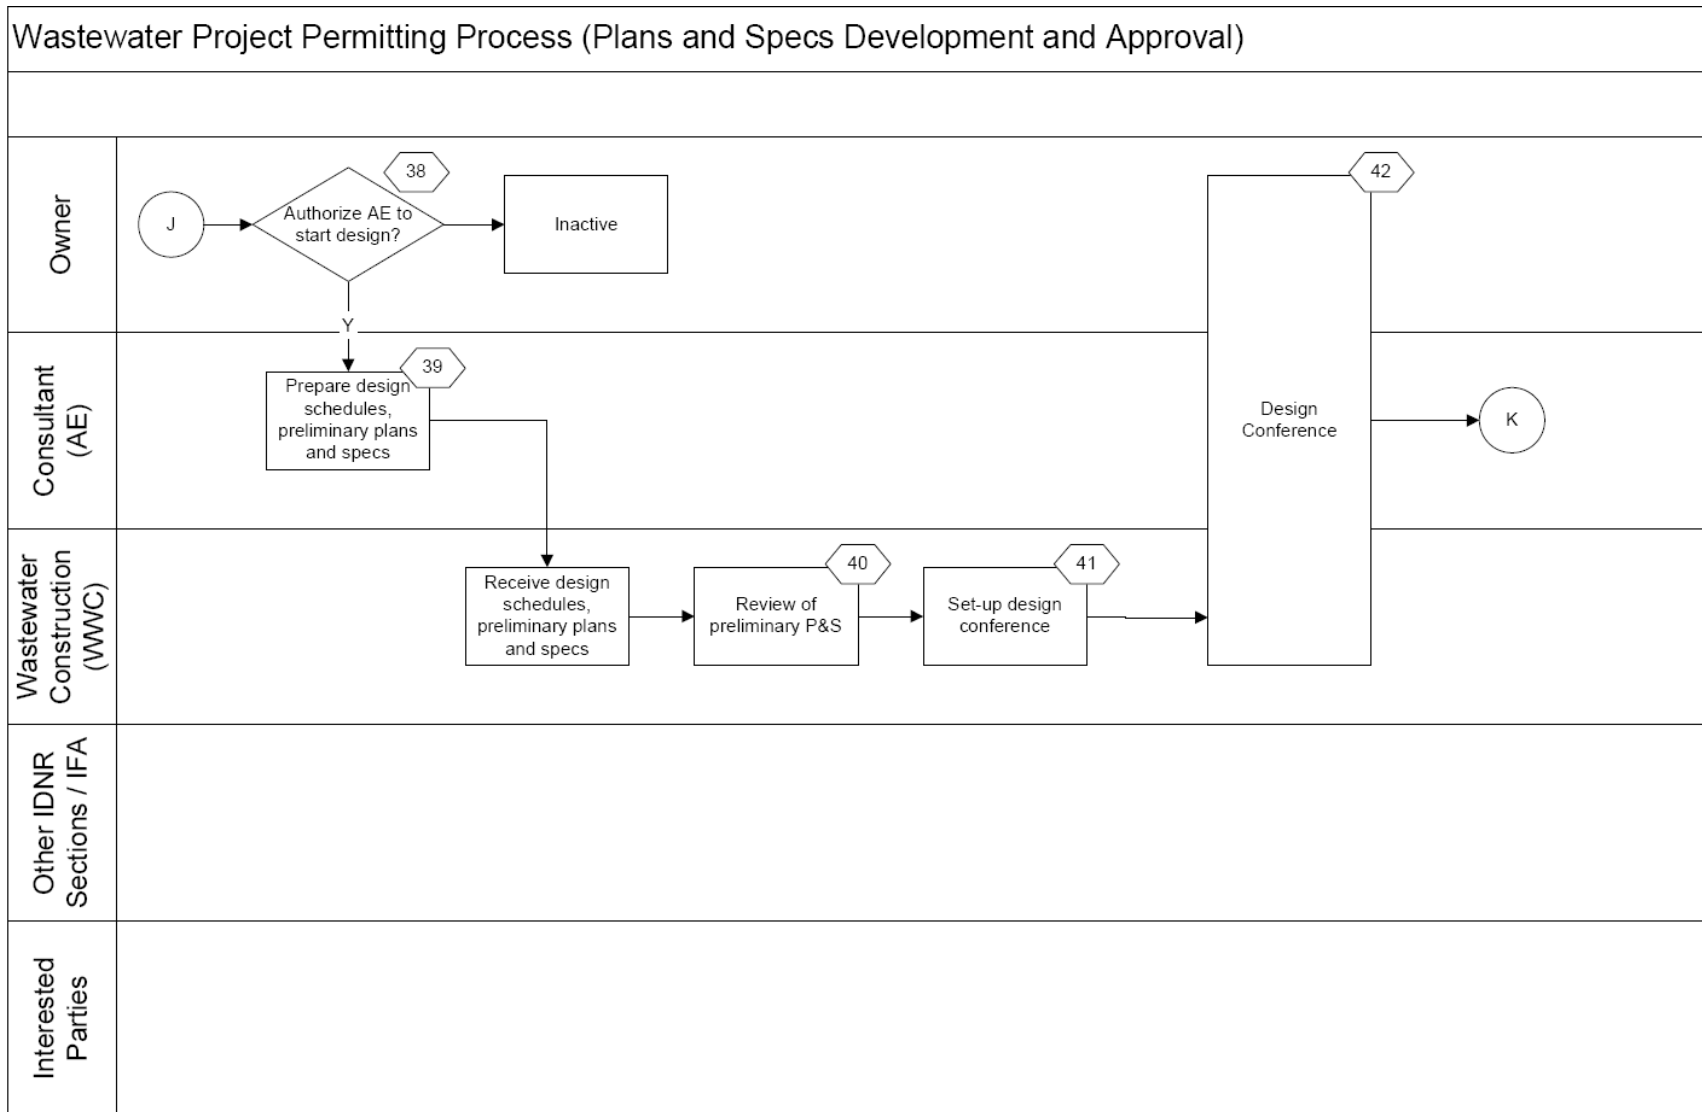 Wastewater Project Permitting Process (Plans and Specs Development and Approval)
Owner
J
Authorize AE to
start design?
38
Inactive
42
Y
Consultant
(AE)
39
Prepare design
schedules,
preliminary plans
and specs
Design
Conference
K
Wastewater
Construction
(WWC)
Receive design
schedules,
preliminary plans
and specs
40
Review of
preliminary P&S
41
Set-up design
conference
Other IDNR
Sections / IFA
Interested
Parties